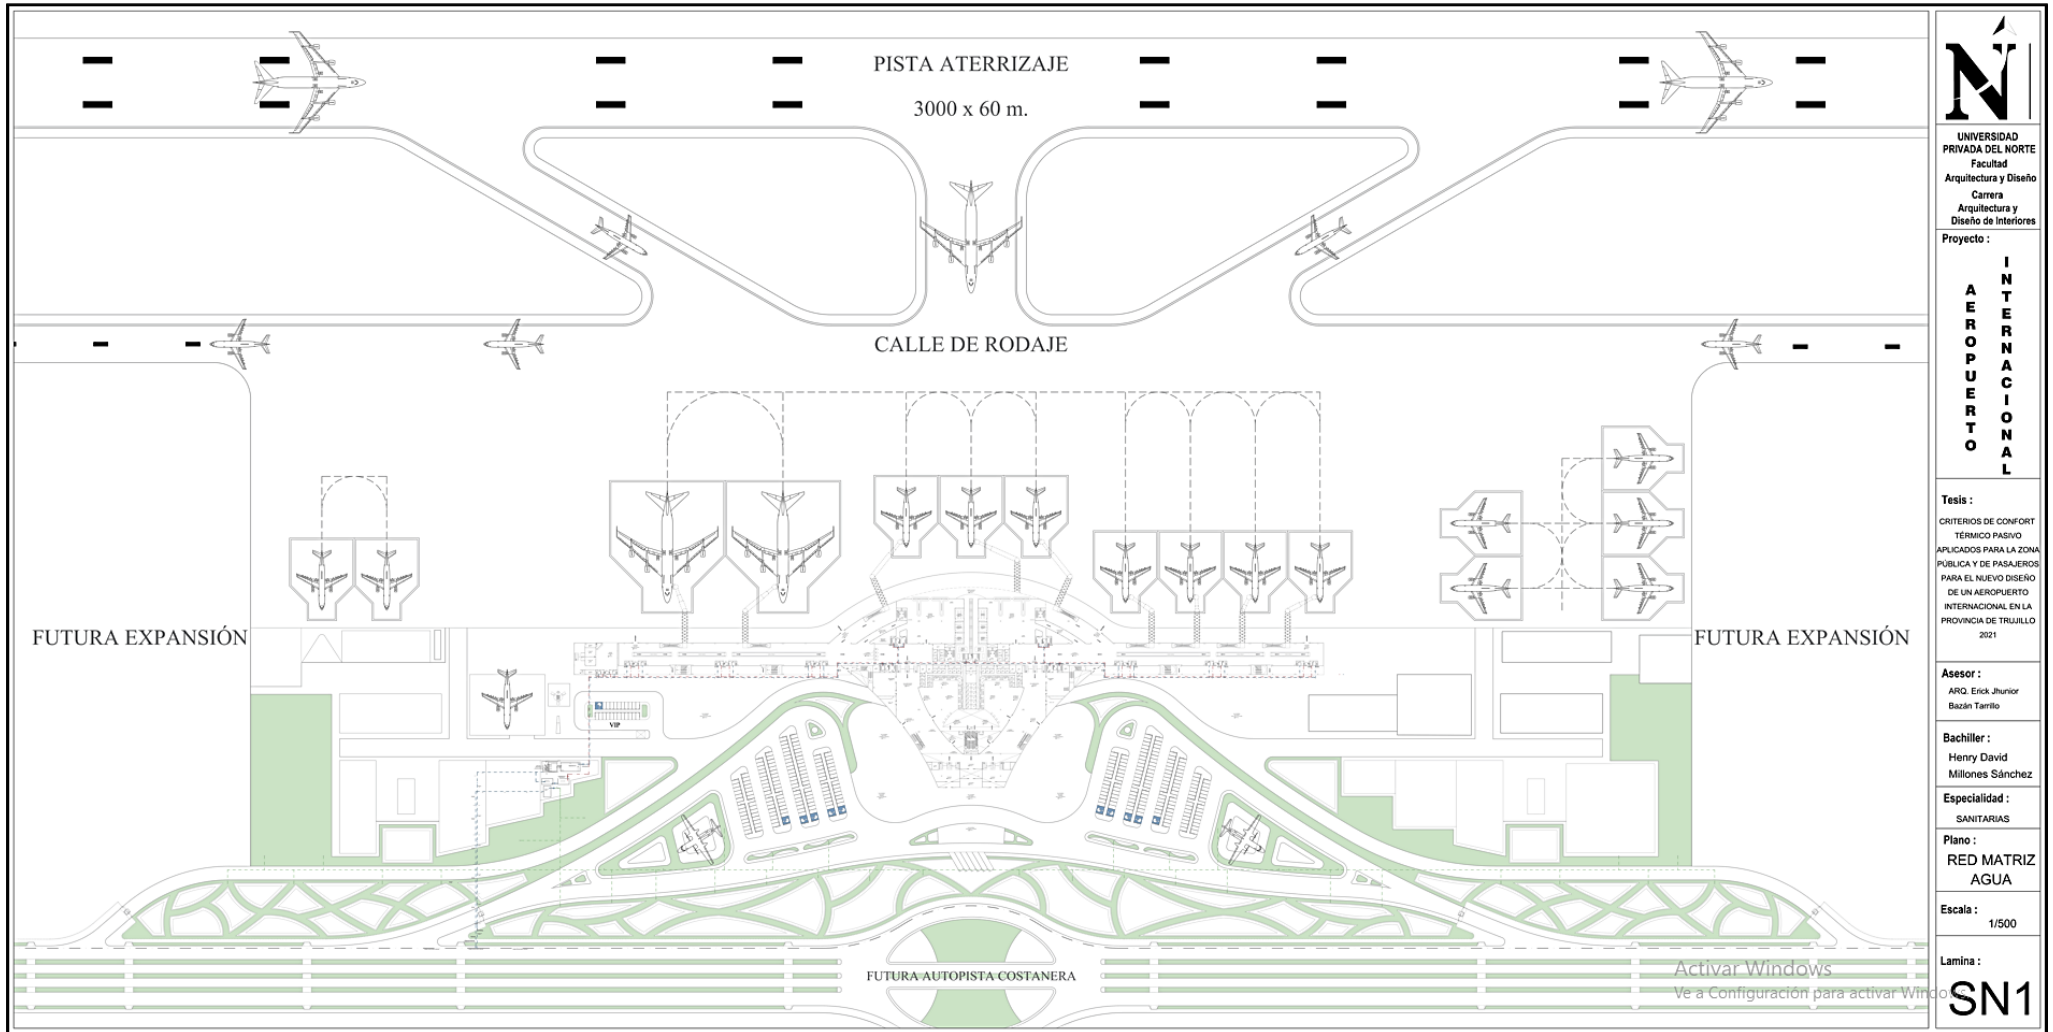 PISTA ATERRIZAJE
3000 x 60 m.
CALLE DE RODAJE
FUTURA EXPANSIÓN
FUTURA EXPANSIÓN
VIP
FUTURA AUTOPISTA COSTANERA
N
UNIVERSIDAD
PRIVADA DEL NORTE
Facultad
Arquitectura y Diseño
Carrera
Arquitectura y
Diseño de Interiores
Proyecto :
AEROPUERTO
INTERNACIONAL
Tesis :
CRITERIOS DE CONFORT
TÉRMICO PASIVO
APLICADOS PARA LA ZONA
PÚBLICA Y DE PASAJEROS
PARA EL NUEVO DISEÑO
DE UN AEROPUERTO
INTERNACIONAL EN LA
PROVINCIA DE TRUJILLO
2021
Asesor :
ARQ. Erick Jhunior
Bazán Tarrillo
Bachiller :
Henry David
Millones Sánchez
Especialidad :
SANITARIAS
Plano :
RED MATRIZ
AGUA
Escala :
1/500
Lamina :
SN1
Activar Windows
Ve a Configuración para activar Windows.